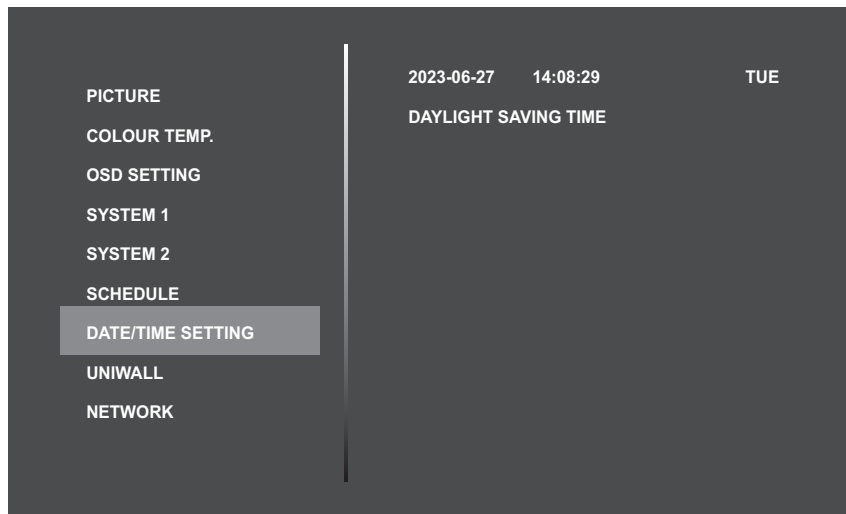 PICTURE
COLOUR TEMP.
OSD SETTING
SYSTEM 1
SYSTEM 2
SCHEDULE
DATE/TIME SETTING
UNIWALL
NETWORK
2023-06-27 14:08:29 TUE
DAYLIGHT SAVING TIME